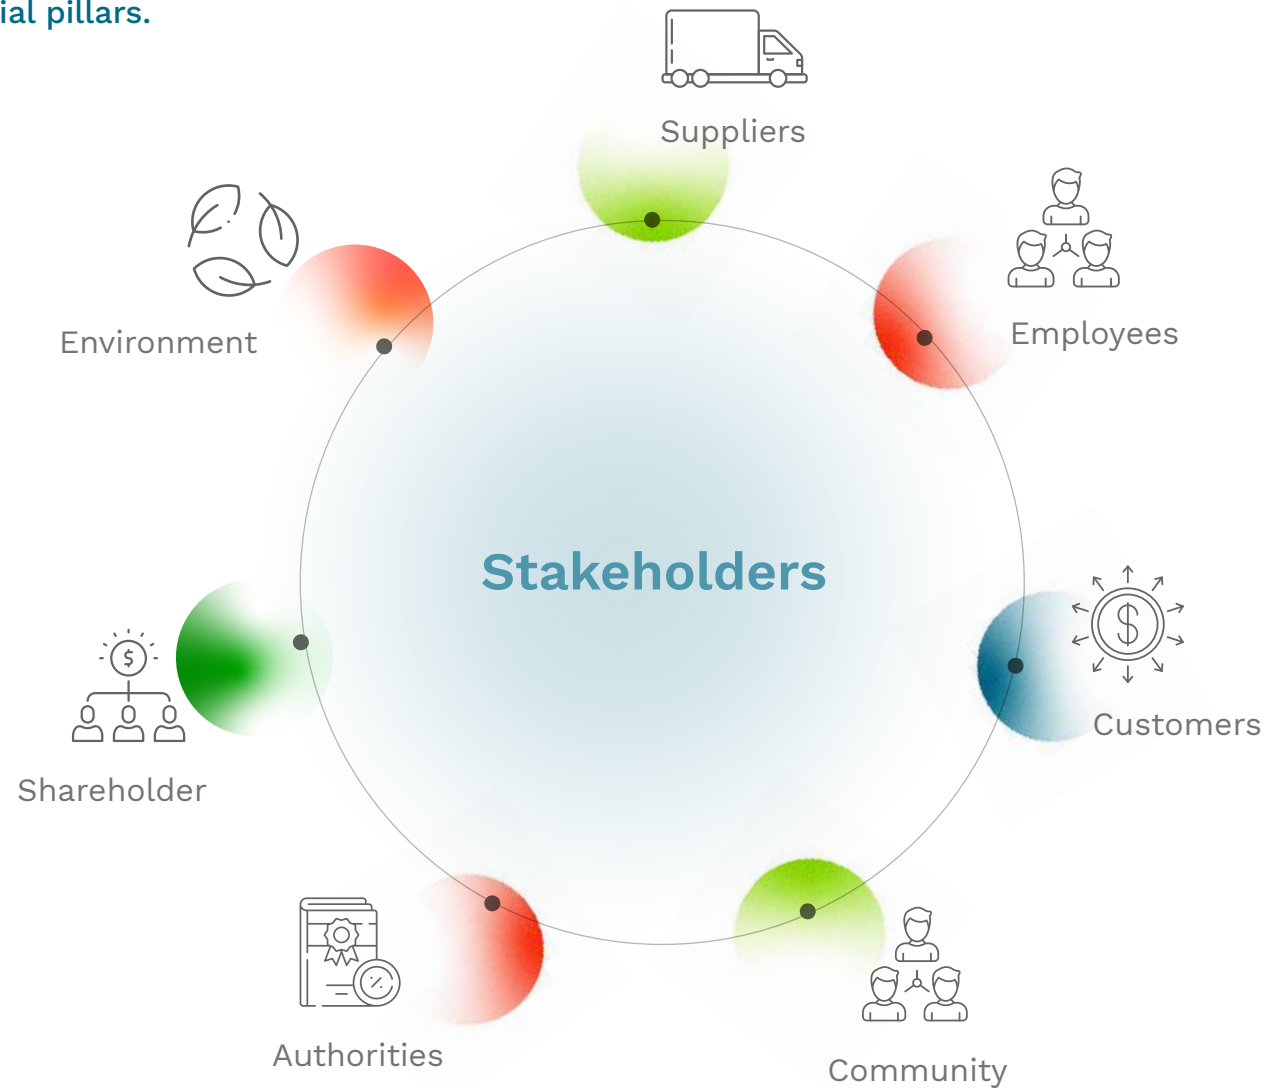 ial pillars.
Suppliers
Employees
Environment
Stakeholders
Customers
Shareholder
Authorities
Community